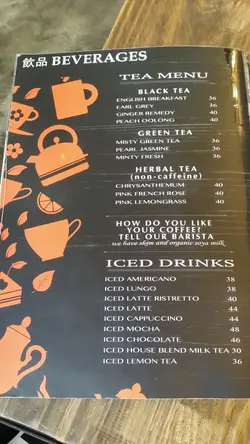 飲品 BEVERAGES
TEA MENU
BLACK TEA
ENGLISH BREAKFAST 36
EARL GREY 36
GINGER REMEDY 40
PEACH OOLONG 40
GREEN TEA
MISTY GREEN TEA 36
PEARL JASMINE 36
MINTY FRESH 36
HERBAL TEA
(non-caffeine)
CHRYSANTHEMUM 40
PINK FRENCH ROSE 40
PINK LEMONGRASS 40
HOW DO YOU LIKE
YOUR COFFEE?
TELL OUR BARISTA
we have skim and organic soya milk
ICED DRINKS
ICED AMERICANO 38
ICED LUNGO 38
ICED LATTE RISTRETTO 40
ICED LATTE 44
ICED CAPPUCCINO 44
ICED MOCHA 48
ICED CHOCOLATE 46
ICED HOUSE BLEND MILK TEA 30
ICED LEMON TEA 36